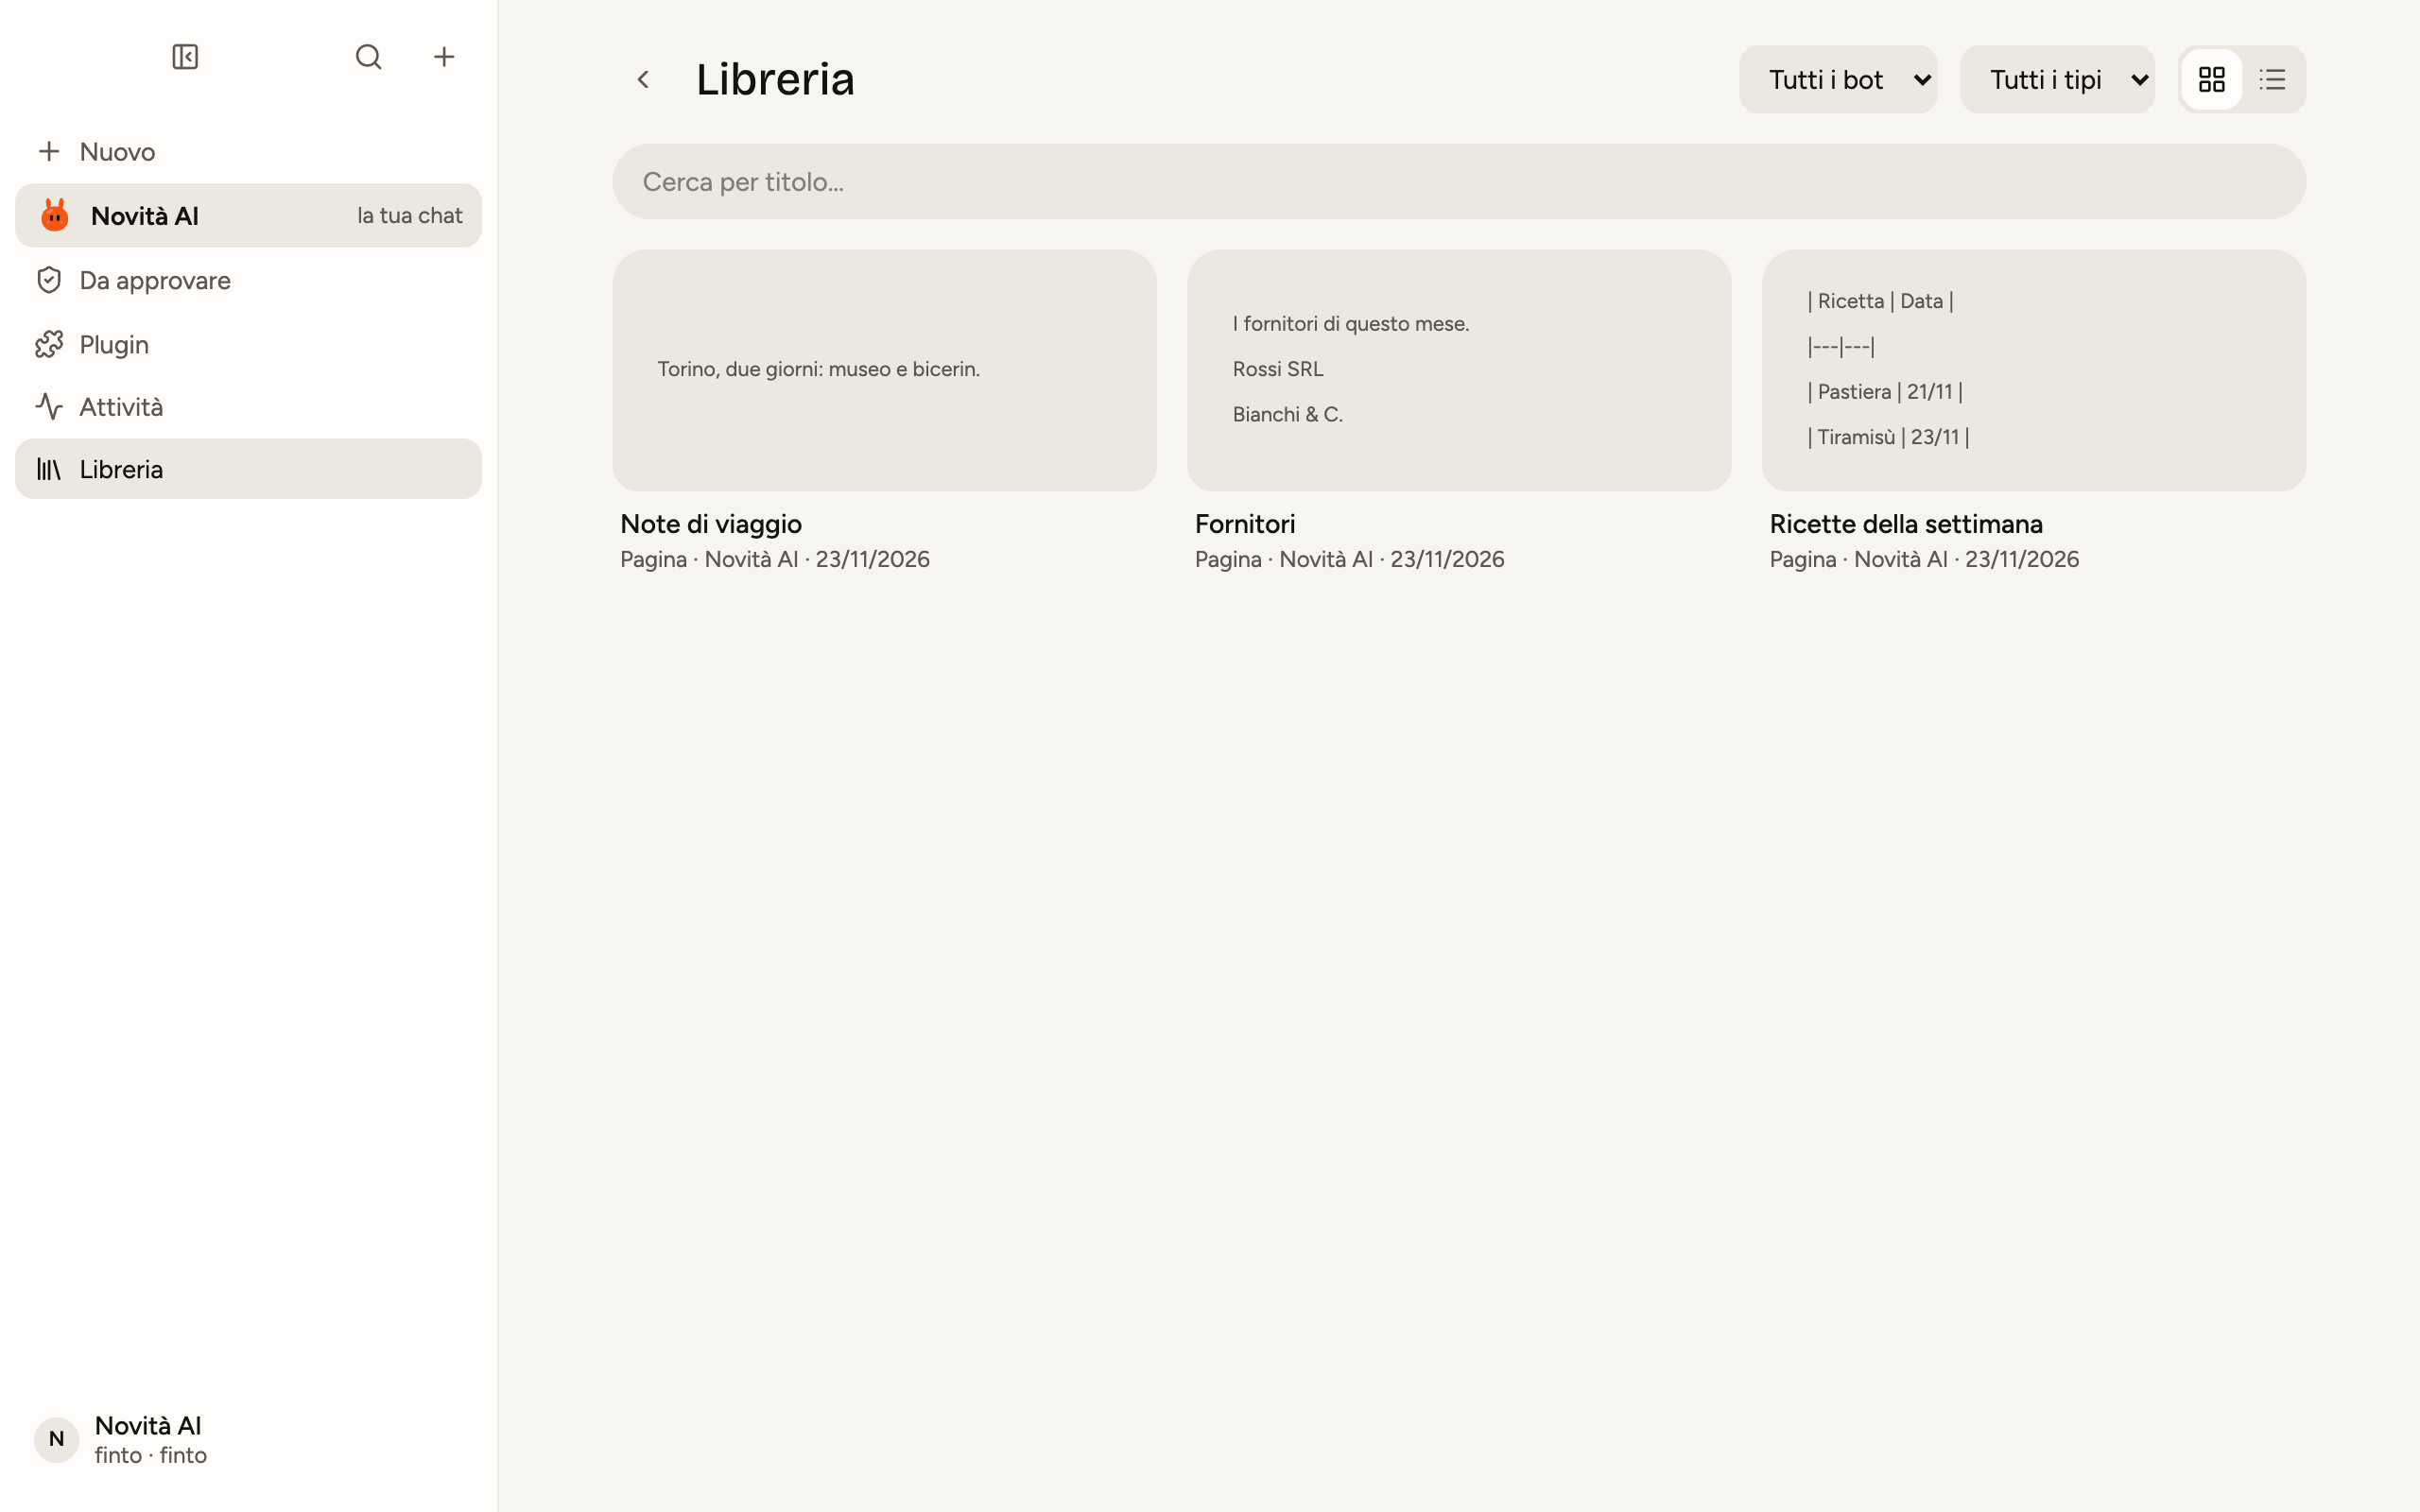 Nuovo
Novità AI la tua chat
Da approvare
Plugin
Attività
Libreria
N
Novità AI
finto · finto
Libreria
Tutti i bot
Tutti i tipi
Cerca per titolo...
Torino, due giorni: museo e bicerin.
Note di viaggio
Pagina · Novità AI · 23/11/2026
I fornitori di questo mese.
Rossi SRL
Bianchi & C.
Fornitori
Pagina · Novità AI · 23/11/2026
| Ricetta | Data |
|---|---|
| Pastiera | 21/11 |
| Tiramisù | 23/11 |
Ricette della settimana
Pagina · Novità AI · 23/11/2026